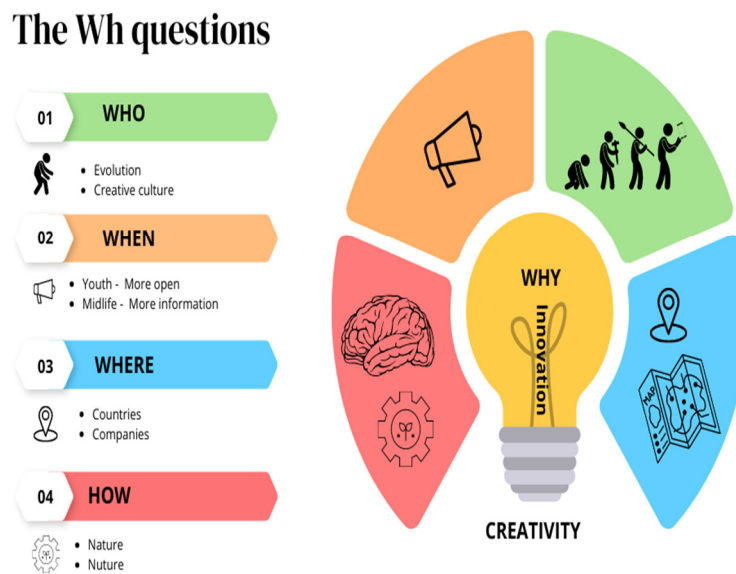 The Wh questions
01 WHO
• Evolution
• Creative culture
02 WHEN
• Youth - More open
• Midlife - More information
03 WHERE
• Countries
• Companies
04 HOW
• Nature
• Nuture
WHY
Innovation
MAP
CREATIVITY